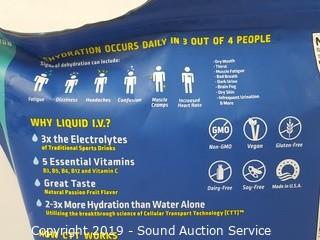 DEHYDRATION OCCURS DAILY IN 3 OUT OF 4 PEOPLE
Signs of dehydration can include:
Fatigue
Dizziness
Headaches
Confusion
Muscle Cramps
Increased Heart Rate
-Dry Mouth
-Thirst
-Muscle Fatigue
-Bad Breath
-Dark Urine
-Brain Fog
-Dry Skin
-Infrequent Urination
& More
WHY LIQUID I.V.?
3x the Electrolytes
of Traditional Sports Drinks
5 Essential Vitamins
B3, B5, B6, B12 and Vitamin C
Great Taste
Natural Passion Fruit Flavor
2-3x More Hydration than Water Alone
Utilizing the breakthrough science of Cellular Transport Technology (CTT)™
HOW CTT WORKS
GMO
Non-GMO
Vegan
Gluten-Free
Dairy-Free
Soy-Free
Made in U.S.A.
Copyright 2019 - Sound Auction Service